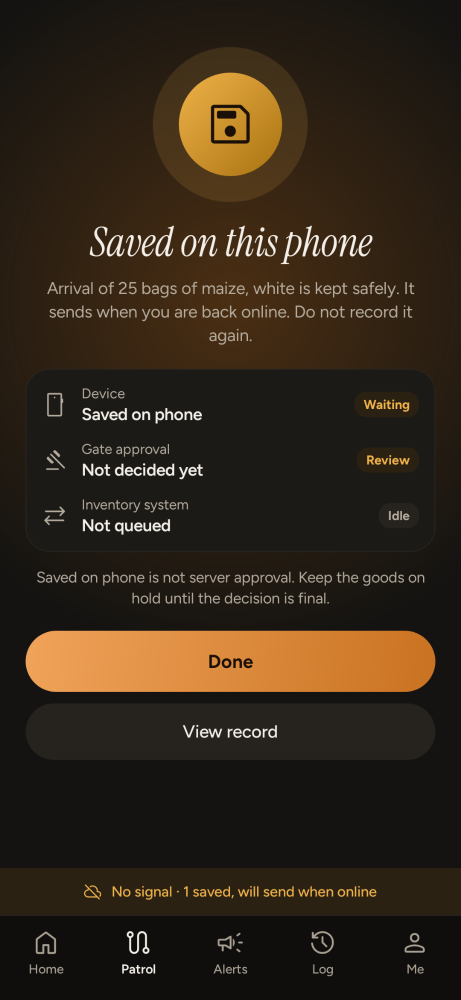 Saved on this phone
Arrival of 25 bags of maize, white is kept safely. It
sends when you are back online. Do not record it
again.
Device
Saved on phone
Waiting
Gate approval
Not decided yet
Review
Inventory system
Not queued
Idle
Saved on phone is not server approval. Keep the goods on
hold until the decision is final.
Done
View record
No signal · 1 saved, will send when online
Home
Patrol
Alerts
Log
Me